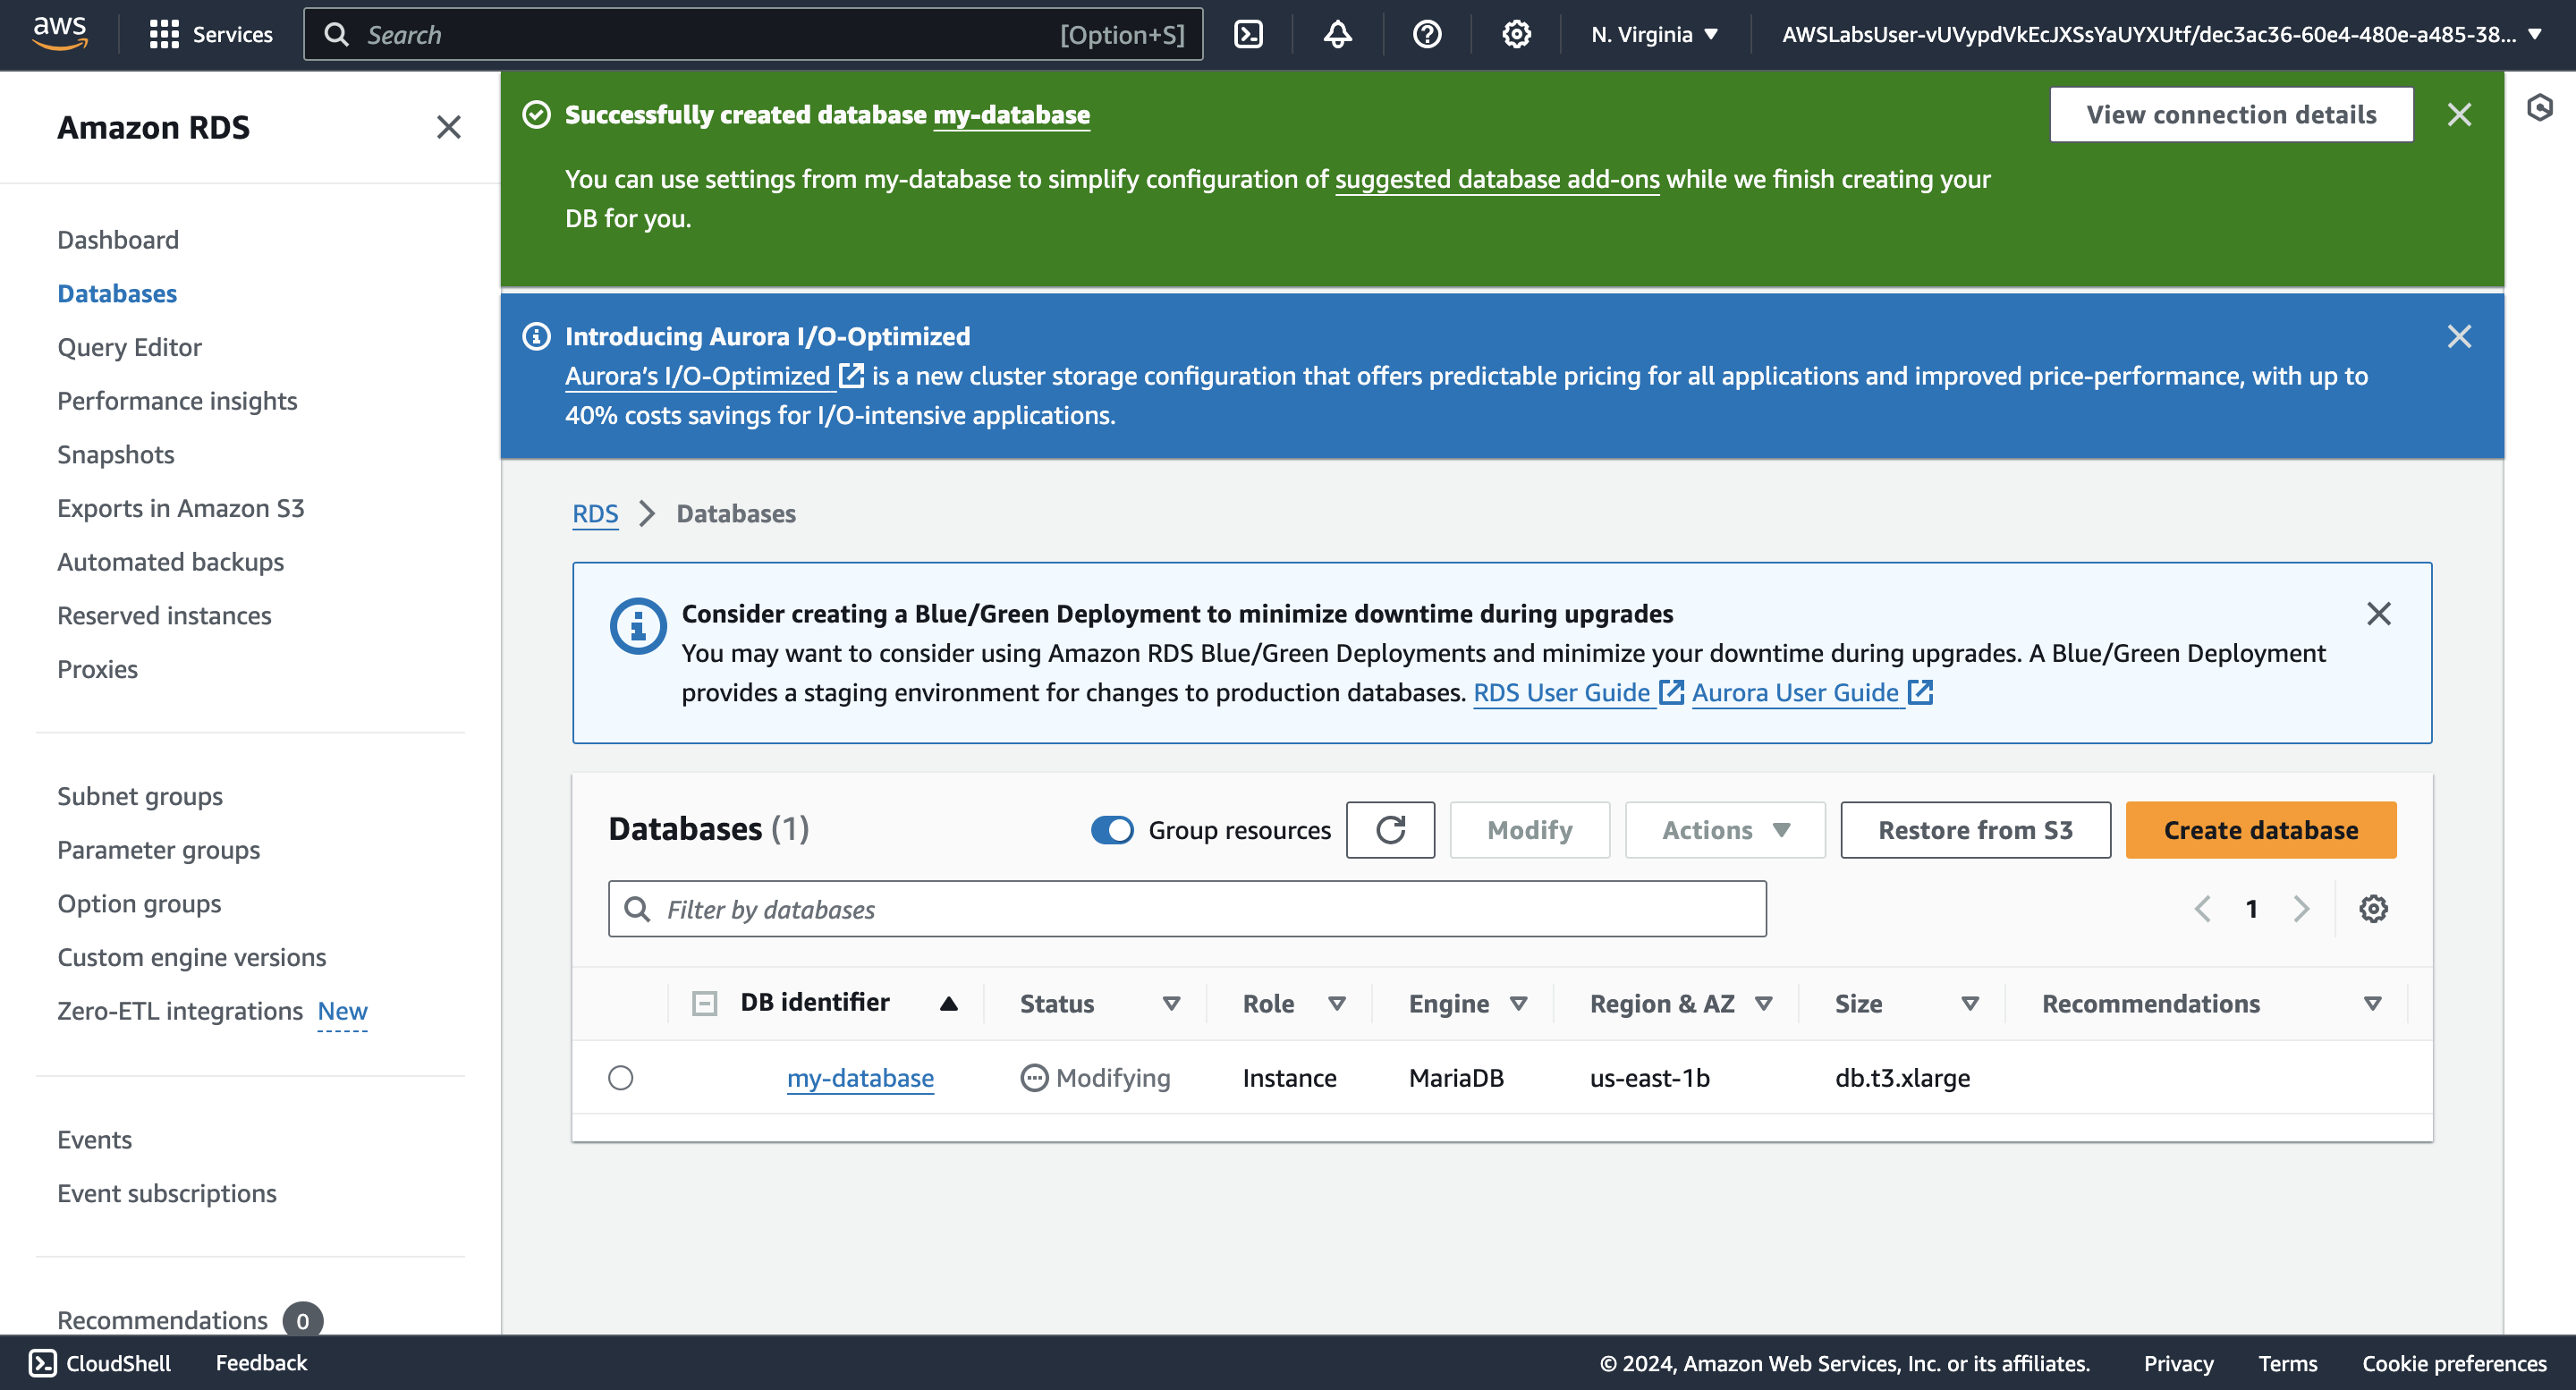 aws
Services
Search
[Option+S]
N. Virginia
AWSLabsUser-vUVypdVkEcJXSsYaUYXUtf/dec3ac36-60e4-480e-a485-38...
Amazon RDS
Dashboard
Databases
Query Editor
Performance insights
Snapshots
Exports in Amazon S3
Automated backups
Reserved instances
Proxies
Subnet groups
Parameter groups
Option groups
Custom engine versions
Zero-ETL integrations New
Events
Event subscriptions
Recommendations 0
Successfully created database my-database
View connection details
You can use settings from my-database to simplify configuration of suggested database add-ons while we finish creating your
DB for you.
Introducing Aurora I/O-Optimized
Aurora’s I/O-Optimized is a new cluster storage configuration that offers predictable pricing for all applications and improved price-performance, with up to
40% costs savings for I/O-intensive applications.
RDS Databases
Consider creating a Blue/Green Deployment to minimize downtime during upgrades
You may want to consider using Amazon RDS Blue/Green Deployments and minimize your downtime during upgrades. A Blue/Green Deployment
provides a staging environment for changes to production databases. RDS User Guide Aurora User Guide
Databases (1)
Group resources
Modify
Actions
Restore from S3
Create database
Filter by databases
1
DB identifier Status Role Engine Region & AZ Size Recommendations
my-database Modifying Instance MariaDB us-east-1b db.t3.xlarge
CloudShell Feedback © 2024, Amazon Web Services, Inc. or its affiliates. Privacy Terms Cookie preferences